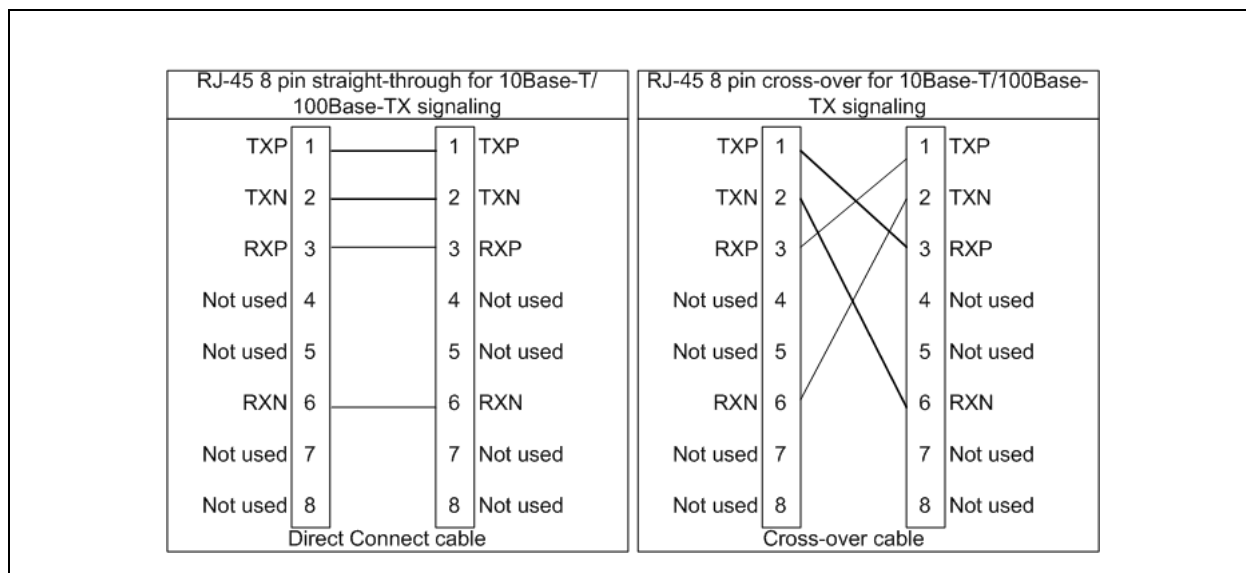 RJ-45 8 pin straight-through for 10Base-T/
100Base-TX signaling
TXP 1 1 TXP
TXN 2 2 TXN
RXP 3 3 RXP
Not used 4 4 Not used
Not used 5 5 Not used
RXN 6 6 RXN
Not used 7 7 Not used
Not used 8 8 Not used
Direct Connect cable
RJ-45 8 pin cross-over for 10Base-T/100Base-
TX signaling
TXP 1 1 TXP
TXN 2 2 TXN
RXP 3 3 RXP
Not used 4 4 Not used
Not used 5 5 Not used
RXN 6 6 RXN
Not used 7 7 Not used
Not used 8 8 Not used
Cross-over cable